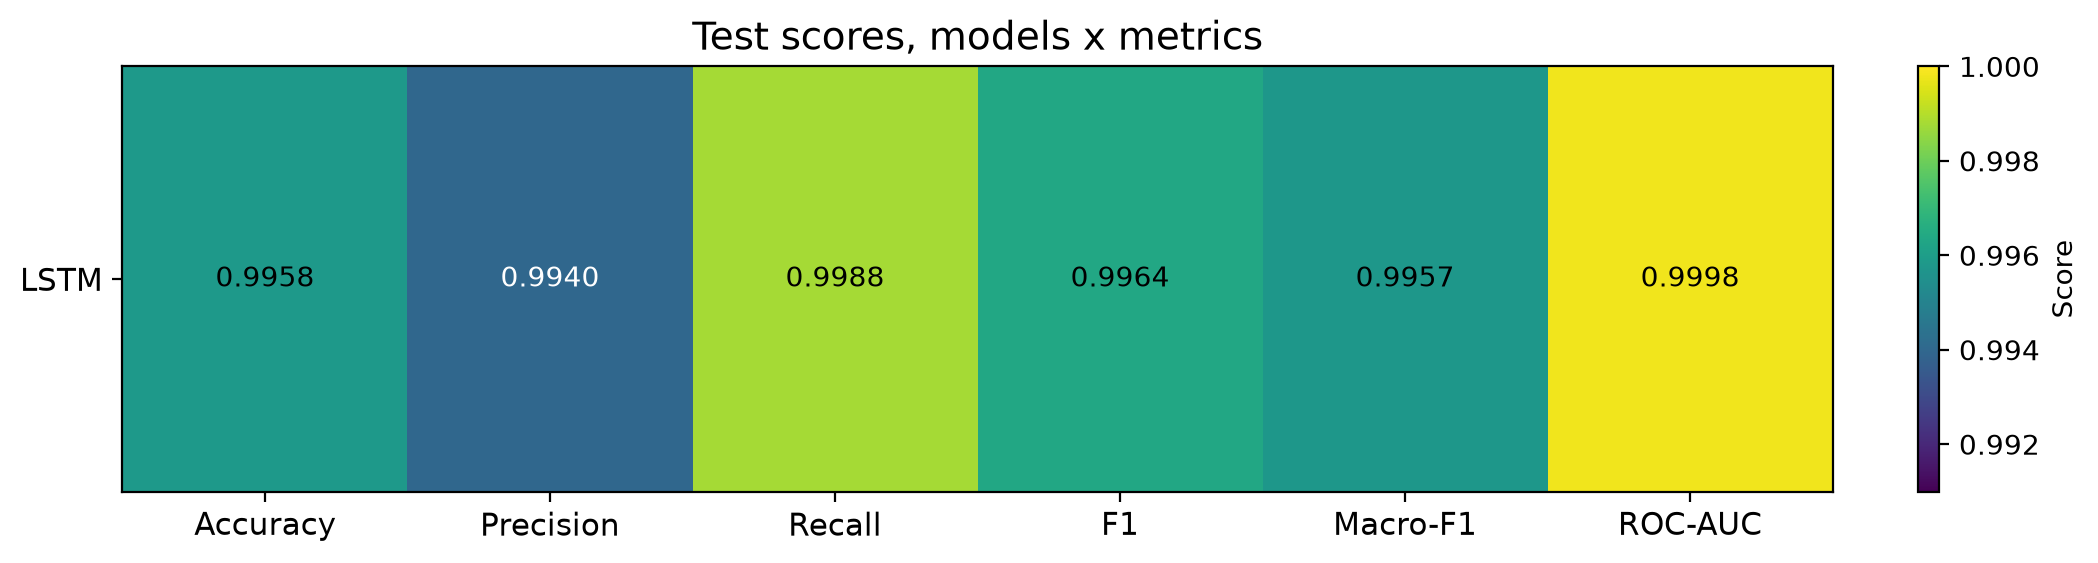 Test scores, models x metrics
LSTM
0.9958 0.9940 0.9988 0.9964 0.9957 0.9998
Accuracy Precision Recall F1 Macro-F1 ROC-AUC
1.000
0.998
0.996
0.994
0.992
Score